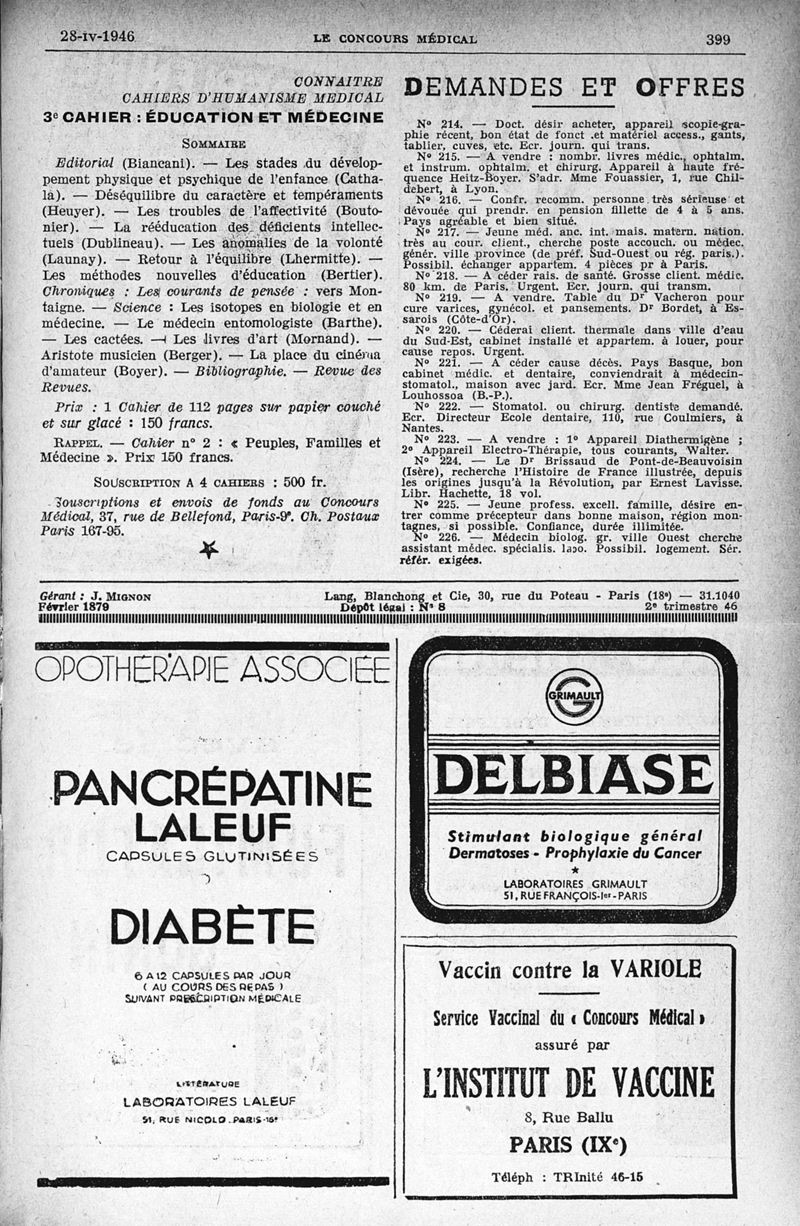 28-IV-1946
LE CONCOURS MÉDICAL
399
CONNAITRE
CAHIERS D'HUMANISME MEDICAL
3e CAHIER : ÉDUCATION ET MÉDECINE
SOMMAIRE
Editorial (Biancani). — Les stades du dévelop-
pement physique et psychique de l'enfance (Catha-
la). — Déséquilibre du caractère et tempéraments
(Heuyer). — Les troubles de l'affectivité (Bouto-
nier). — La rééducation des déficients intellec-
tuels (Dublineau). — Les anomalies de la volonté
(Launay). — Retour à l'équilibre (Lhermitte). —
Les méthodes nouvelles d'éducation (Bertier).
Chroniques : Les courants de pensée : vers Mon-
taigne. — Science : Les isotopes en biologie et en
médecine. — Le médecin entomologiste (Barthe).
— Les cactées. — Les livres d'art (Mornand). —
Aristote musicien (Berger). — La place du cinéma
d'amateur (Boyer). — Bibliographie. — Revue des
Revues.
Prix : 1 Cahier de 112 pages sur papier couché
et sur glacé : 150 francs.
RAPPEL. — Cahier n° 2 : « Peuples, Familles et
Médecine ». Prix 150 francs.
SOUSCRIPTION A 4 CAHIERS : 500 fr.
Souscriptions et envois de fonds au Concours
Médical, 37, rue de Bellefond, Paris-9e. Ch. Postaux
Paris 167-95.
DEMANDES ET OFFRES
N° 214. — Doct. désir acheter, appareil scopie-gra-
phie récent, bon état de fonct .et matériel access., gants,
tablier, cuves, etc. Ecr. journ. qui trans.
N° 215. — A vendre : nombr. livres médic., ophtalm.
et instrum. ophtalm. et chirurg. Appareil à haute fré-
quence Heitz-Boyer. S'adr. Mme Fouassier, 1, rue Chil-
debert, à Lyon.
N° 216. — Confr. recomm. personne très sérieuse et
dévouée qui prendr. en pension fillette de 4 à 5 ans.
Pays agréable et bien situé.
N° 217. — Jeune méd. anc. int. mais. matern. nation.
très au cour. client., cherche poste accouch. ou médec.
génér. ville province (de préf. Sud-Ouest ou rég. paris.).
Possibil. échanger appartem. 4 pièces pr à Paris.
N° 218. — A céder rais. de santé. Grosse client. médic.
80 km. de Paris. Urgent. Ecr. journ. qui transm.
N° 219. — A vendre. Table du Dr Vacheron pour
cure varices, gynécol. et pansements. Dr Bordet, à Es-
sarois (Côte-d'Or).
N° 220. — Céderai client. thermale dans ville d'eau
du Sud-Est, cabinet installé et appartem. à louer, pour
cause repos. Urgent.
N° 221. — A céder cause décès. Pays Basque, bon
cabinet médic. et dentaire, conviendrait à médecin-
stomatol., maison avec jard. Ecr. Mme Jean Fréguel, à
Louhossoa (B.-P.).
N° 222. — Stomatol. ou chirurg. dentiste demandé.
Ecr. Directeur Ecole dentaire, 110, rue Coulmiers, à
Nantes.
N° 223. — A vendre : 1° Appareil Diathermigène ;
2° Appareil Electro-Thérapie, tous courants, Walter.
N° 224. — Le Dr Brissaud de Pont-de-Beauvoisin
(Isère), recherche l'Histoire de France illustrée, depuis
les origines jusqu'à la Révolution, par Ernest Lavisse.
Libr. Hachette, 18 vol.
N° 225. — Jeune profess. excell. famille, désire en-
trer comme précepteur dans bonne maison, région mon-
tagnes, si possible. Confiance, durée illimitée.
N° 226. — Médecin biolog. gr. ville Ouest cherche
assistant médec. spécialis. labo. Possibil. logement. Sér.
référ. exigées.
Gérant : J. MIGNON
Lang, Blanchong et Cie, 30, rue du Poteau - Paris (18e) — 31.1040
Février 1879
Dépôt légal : N° 8
2e trimestre 46
OPOTHÉRAPIE ASSOCIÉE
PANCRÉPATINE
LALEUF
CAPSULES GLUTINISÉES
DIABÈTE
6 A 12 CAPSULES PAR JOUR
( AU COURS DES REPAS )
SUIVANT PRESCRIPTION MÉDICALE
LITTÉRATURE
LABORATOIRES LALEUF
51, RUE NICOLO . PARIS-16e
GRIMAULT
DELBIASE
Stimulant biologique général
Dermatoses - Prophylaxie du Cancer
LABORATOIRES GRIMAULT
51, RUE FRANÇOIS-Ier - PARIS
Vaccin contre la VARIOLE
Service Vaccinal du « Concours Médical »
assuré par
L'INSTITUT DE VACCINE
8, Rue Ballu
PARIS (IXe)
Téléph : TRInité 46-15